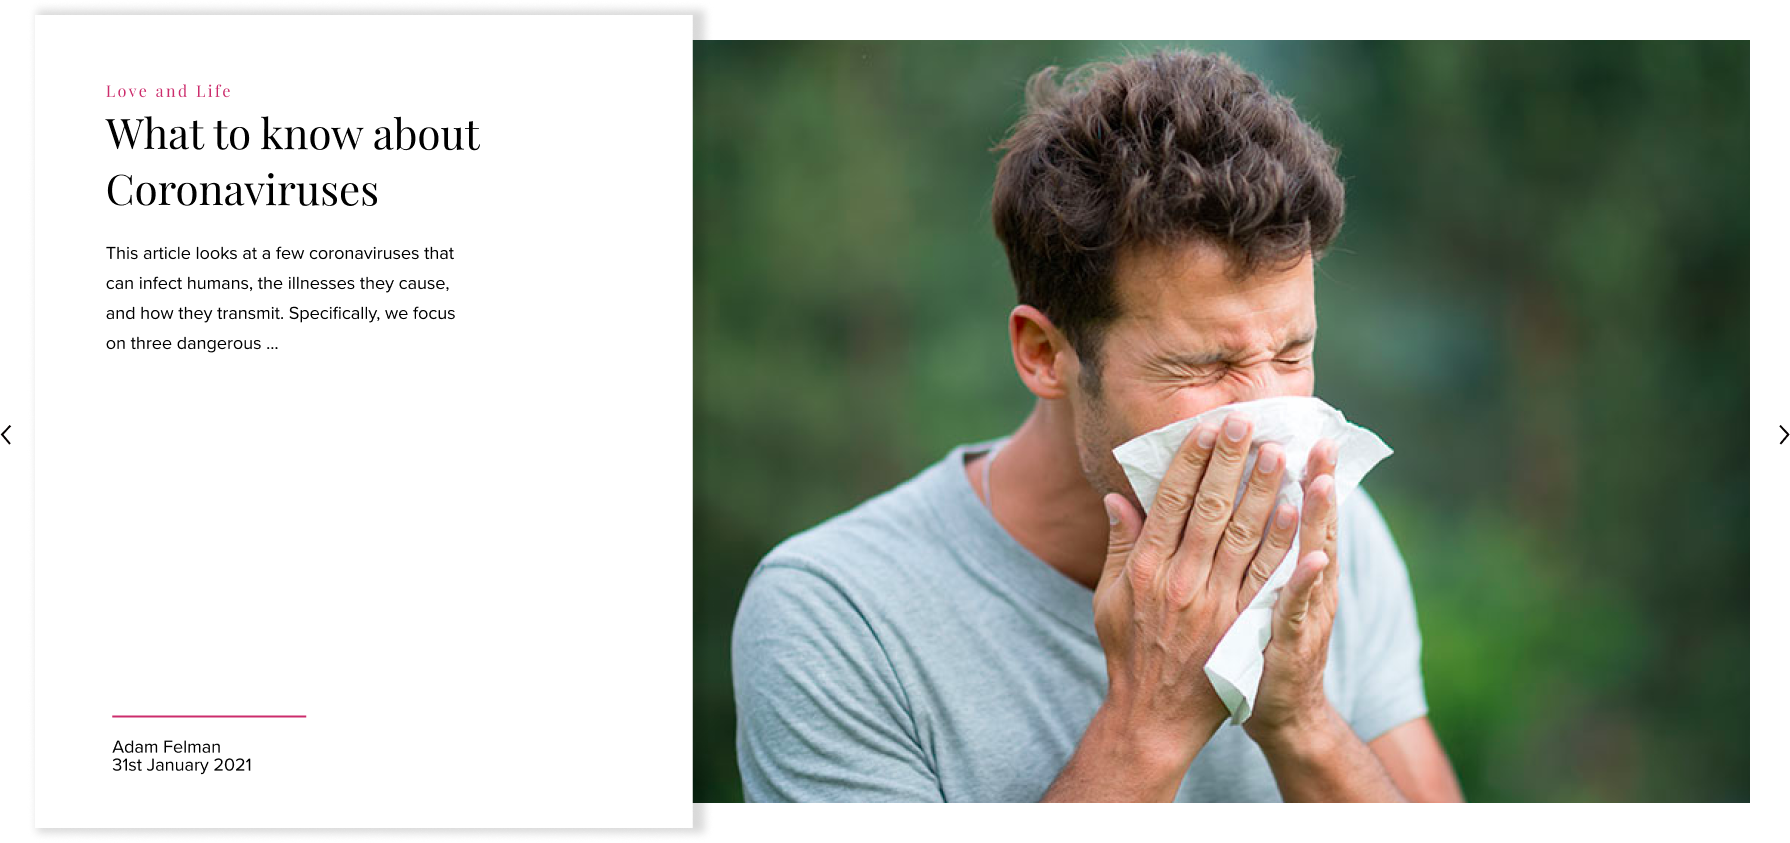 Love and Life
What to know about
Coronaviruses
This article looks at a few coronaviruses that
can infect humans, the illnesses they cause,
and how they transmit. Specifically, we focus
on three dangerous ...
Adam Felman
31st January 2021